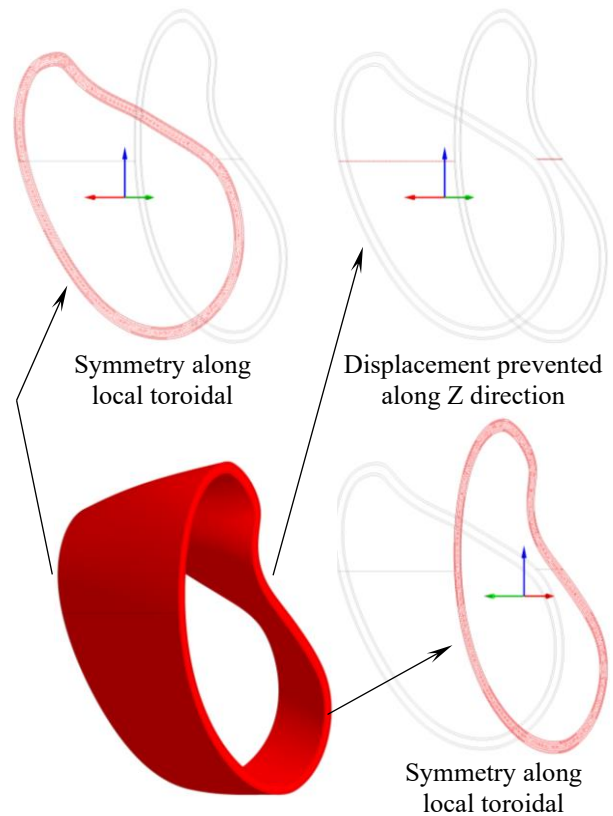 Symmetry along
local toroidal
Displacement prevented
along Z direction
Symmetry along
local toroidal